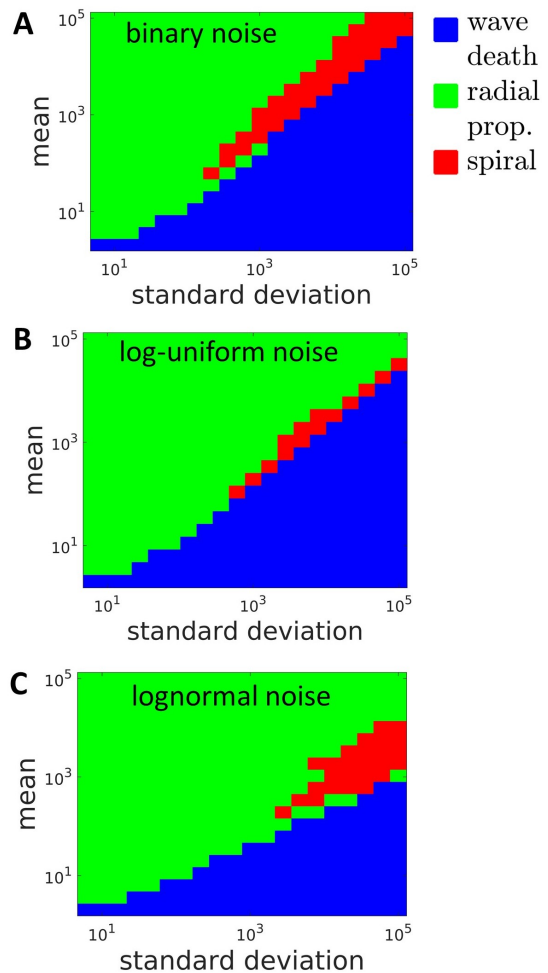 A
binary noise
wave
death
radial
prop.
spiral
10^5
10^3
10^1
mean
10^1 10^3 10^5
standard deviation
B
log-uniform noise
10^5
10^3
10^1
mean
10^1 10^3 10^5
standard deviation
C
lognormal noise
10^5
10^3
10^1
mean
10^1 10^3 10^5
standard deviation